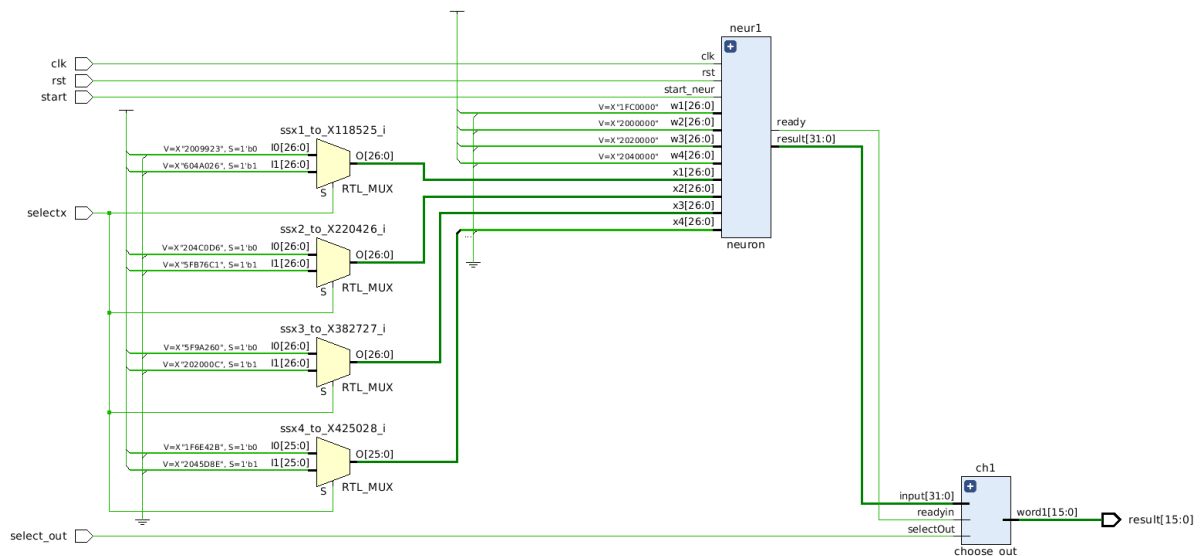 neur1
clk
rst
start
clk
rst
start_neur
V=X"1FC0000" w1[26:0]
V=X"2000000" w2[26:0]
V=X"2020000" w3[26:0]
V=X"2040000" w4[26:0]
x1[26:0]
x2[26:0]
x3[26:0]
x4[26:0]
ready
result[31:0]
neuron
ssx1_to_X118525_i
V=X"2009923", S=1'b0 I0[26:0]
V=X"604A026", S=1'b1 I1[26:0]
O[26:0]
S
RTL_MUX
selectx
ssx2_to_X220426_i
V=X"204C0D6", S=1'b0 I0[26:0]
V=X"5FB76C1", S=1'b1 I1[26:0]
O[26:0]
S
RTL_MUX
...
ssx3_to_X382727_i
V=X"5F9A260", S=1'b0 I0[26:0]
V=X"202000C", S=1'b1 I1[26:0]
O[26:0]
S
RTL_MUX
ssx4_to_X425028_i
V=X"1F6E42B", S=1'b0 I0[25:0]
V=X"2045D8E", S=1'b1 I1[25:0]
O[25:0]
S
RTL_MUX
select_out
ch1
input[31:0]
readyin
selectOut
word1[15:0]
result[15:0]
choose_out